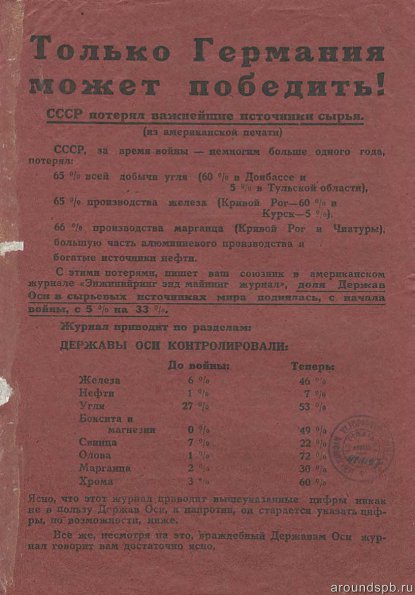 Только Германия
может победить!
СССР потерял важнейшие источники сырья.
(из американской печати)
СССР, за время войны — немногим больше одного года,
потерял:
65 % всей добычи угля (60 % в Донбассе и
5 % в Тульской области),
65 % производства железа (Кривой Рог—60 % и
Курск—5 %),
66 % производства марганца (Кривой Рог и Чиатуры),
большую часть алюминиевого производства и
богатые источники нефти.
С этими потерями, пишет ваш союзник в американском
журнале «Энжинийринг энд майнинг журнал», доля Держав
Оси в сырьевых источниках мира поднялась, с начала
войны, с 5 % на 33 %.
Журнал приводит по разделам:
ДЕРЖАВЫ ОСИ КОНТРОЛИРОВАЛИ:
До войны: Теперь:
Железа 6 % 46 %
Нефти 1 % 7 %
Угля 27 % 53 %
Боксита и
магнезии 0 % 49 %
Свинца 7 % 22 %
Олова 1 % 72 %
Марганца 2 % 30 %
Хрома 3 % 60 %
Ясно, что этот журнал приводит вышеуказанные цифры никак
не в пользу Держав Оси, а напротив, он старается указать циф-
ры, по возможности, ниже.
Всё же, несмотря на это, враждебный Державам Оси жур-
нал говорит вам достаточно ясно.
aroundspb.ru